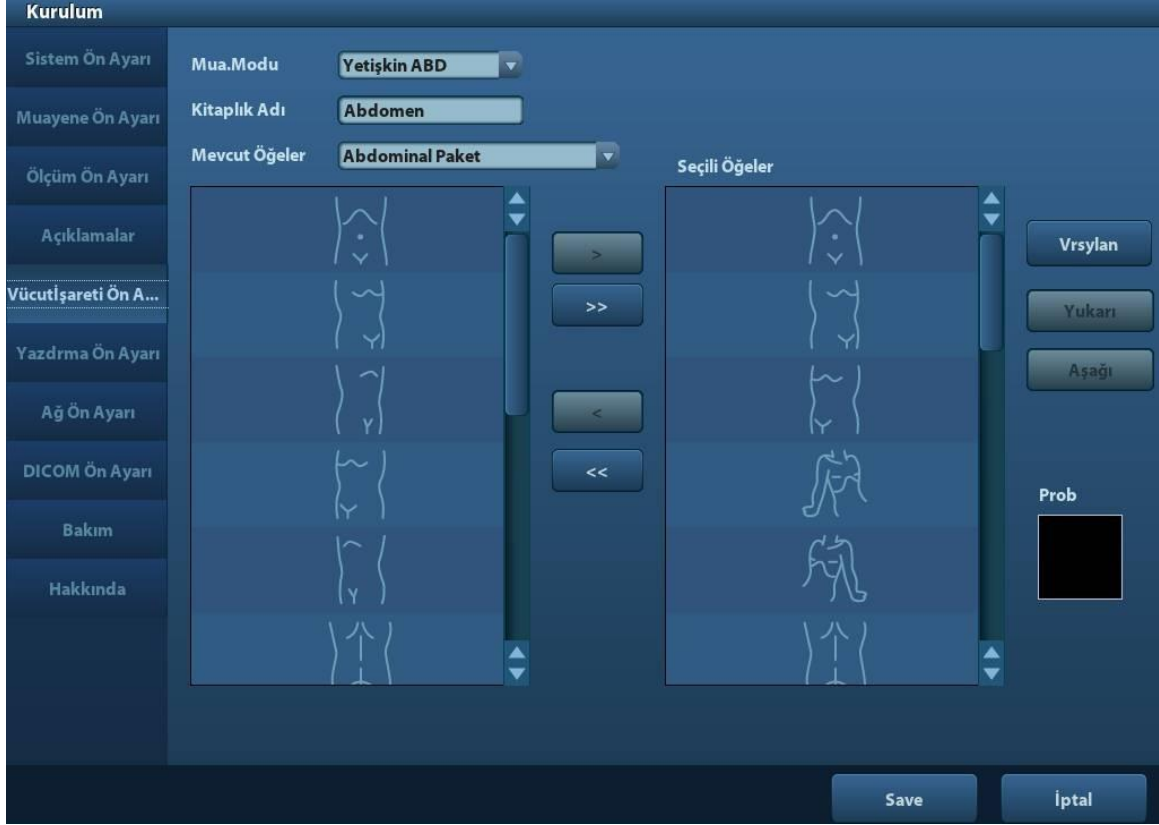 Kurulum
Sistem Ön Ayarı
Muayene Ön Ayarı
Ölçüm Ön Ayarı
Açıklamalar
Vücutİşareti Ön A...
Yazdrma Ön Ayarı
Ağ Ön Ayarı
DICOM Ön Ayarı
Bakım
Hakkında
Mua.Modu Yetişkin ABD
Kitaplık Adı Abdomen
Mevcut Öğeler Abdominal Paket
Seçili Öğeler
>
>>
<
<<
Vrsylan
Yukarı
Aşağı
Prob
Save İptal